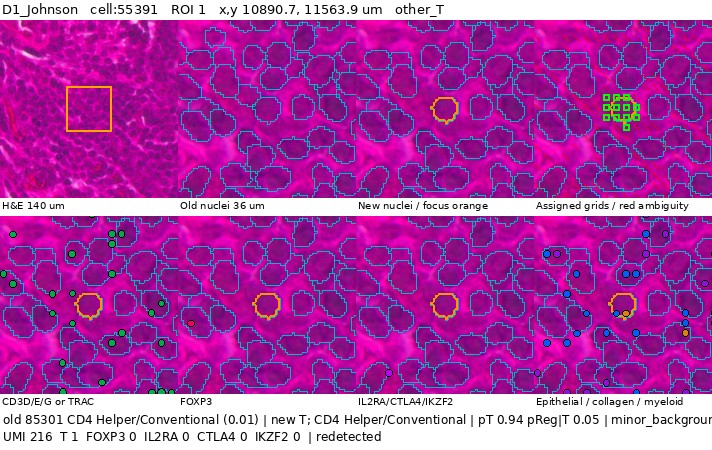 D1_Johnson   cell:55391   ROI 1   x,y 10890.7, 11563.9 um   other_T
H&E 140 um
Old nuclei 36 um
New nuclei / focus orange
Assigned grids / red ambiguity
CD3D/E/G or TRAC
FOXP3
IL2RA/CTLA4/IKZF2
Epithelial / collagen / myeloid
old 85301 CD4 Helper/Conventional (0.01) | new T; CD4 Helper/Conventional | pT 0.94 pReg|T 0.05 | minor_backgroun
UMI 216  T 1  FOXP3 0  IL2RA 0  CTLA4 0  IKZF2 0  | redetected